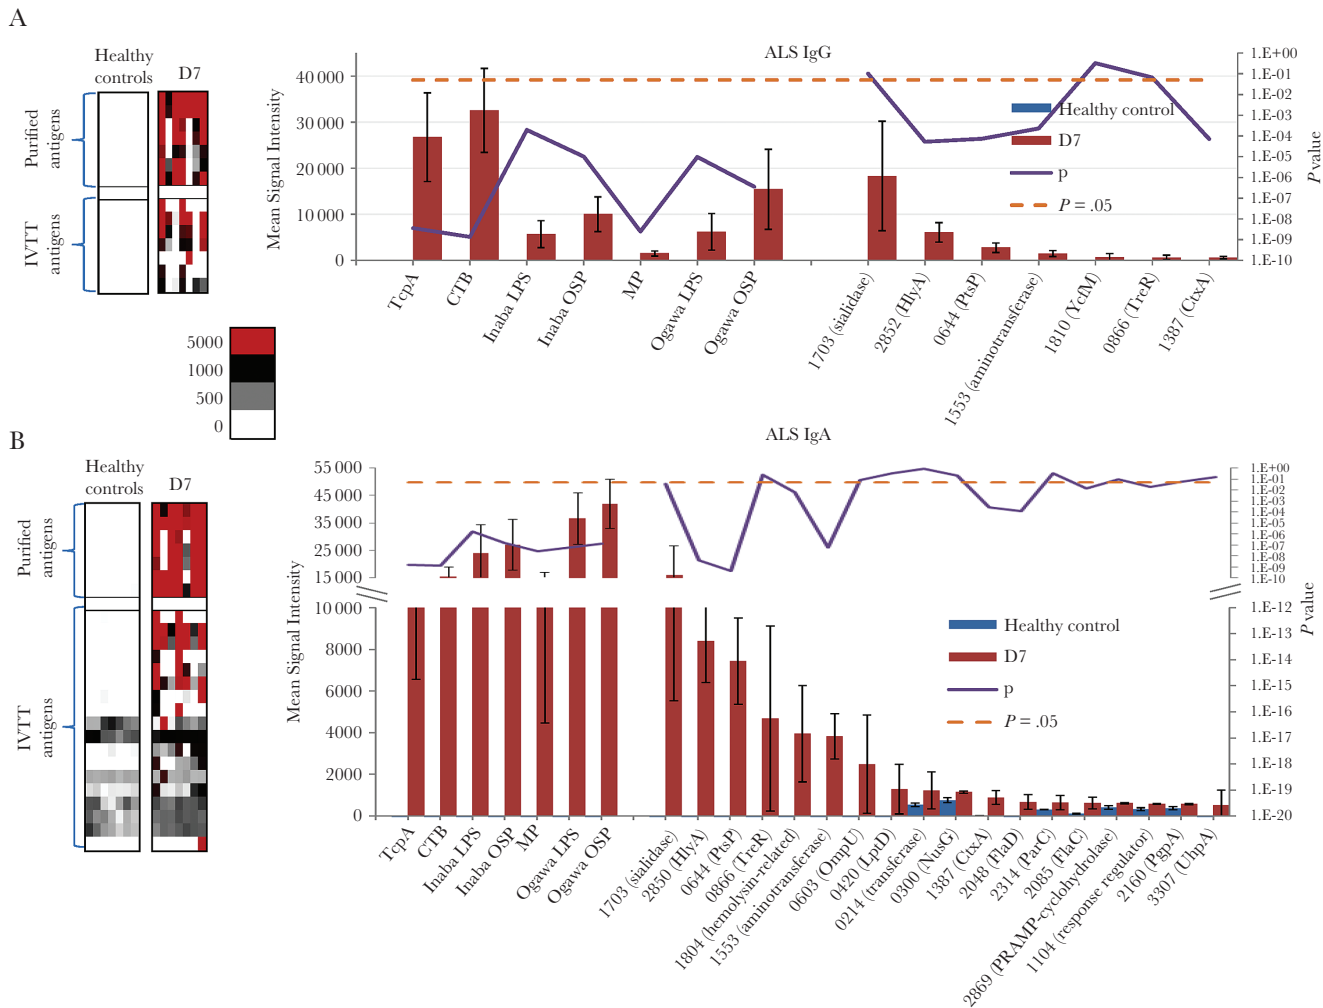 A
Healthy
controls
D7
Purified
antigens
IVTT
antigens
5000
1000
500
0
ALS IgG
Mean Signal Intensity
40 000
30 000
20 000
10 000
0
1.E+00
1.E-01
1.E-02
1.E-03
1.E-04
1.E-05
1.E-06
1.E-07
1.E-08
1.E-09
1.E-10
P value
Healthy control
D7
p
P = .05
TcpA
CTB
Inaba LPS
Inaba OSP
MP
Ogawa LPS
Ogawa OSP
1703 (sialidase)
2852 (HlyA)
0644 (PtsP)
1553 (aminotransferase)
1810 (YcfM)
0866 (TreR)
1387 (CtxA)
B
Healthy
controls
D7
Purified
antigens
IVTT
antigens
ALS IgA
Mean Signal Intensity
55 000
45 000
35 000
25 000
15 000
10 000
8000
6000
4000
2000
0
1.E+00
1.E-01
1.E-02
1.E-03
1.E-04
1.E-05
1.E-06
1.E-07
1.E-08
1.E-09
1.E-10
1.E-12
1.E-13
1.E-14
1.E-15
1.E-16
1.E-17
1.E-18
1.E-19
1.E-20
P value
Healthy control
D7
p
P = .05
TcpA
CTB
Inaba LPS
Inaba OSP
MP
Ogawa LPS
Ogawa OSP
1703 (sialidase)
2850 (HlyA)
0644 (PtsP)
0866 (TreR)
1804 (hemolysin-related)
1553 (aminotransferase)
0603 (OmpU)
0420 (LptD)
0214 (transferase)
0300 (NusG)
1387 (CtxA)
2048 (FlaD)
2314 (ParC)
2085 (FlaC)
2869 (PRAMP-cyclohydrolase)
1104 (response regulator)
2160 (PgpA)
3307 (UhpA)